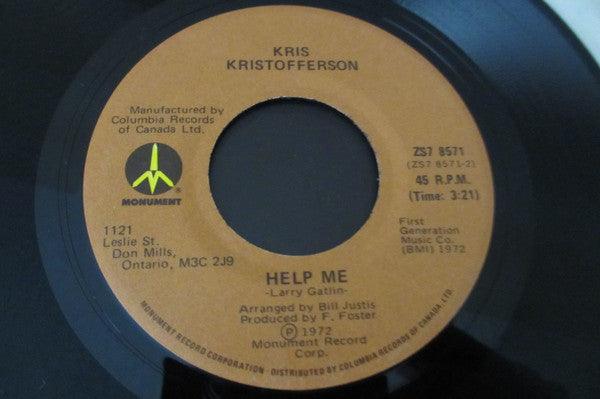 KRIS
KRISTOFFERSON
Manufactured by
Columbia Records
of Canada Ltd.
ZS7 8571
(ZS7 8571-2)
45 R.P.M.
(Time: 3:21)
®
MONUMENT
1121
Leslie St.
Don Mills,
Ontario, M3C 2J9
First
Generation
Music Co.
(BMI) 1972
HELP ME
-Larry Gatlin-
Arranged by Bill Justis
Produced by F. Foster
Ⓟ 1972
Monument Record
Corp.
MONUMENT RECORD CORPORATION · DISTRIBUTED BY COLUMBIA RECORDS OF CANADA, LTD.